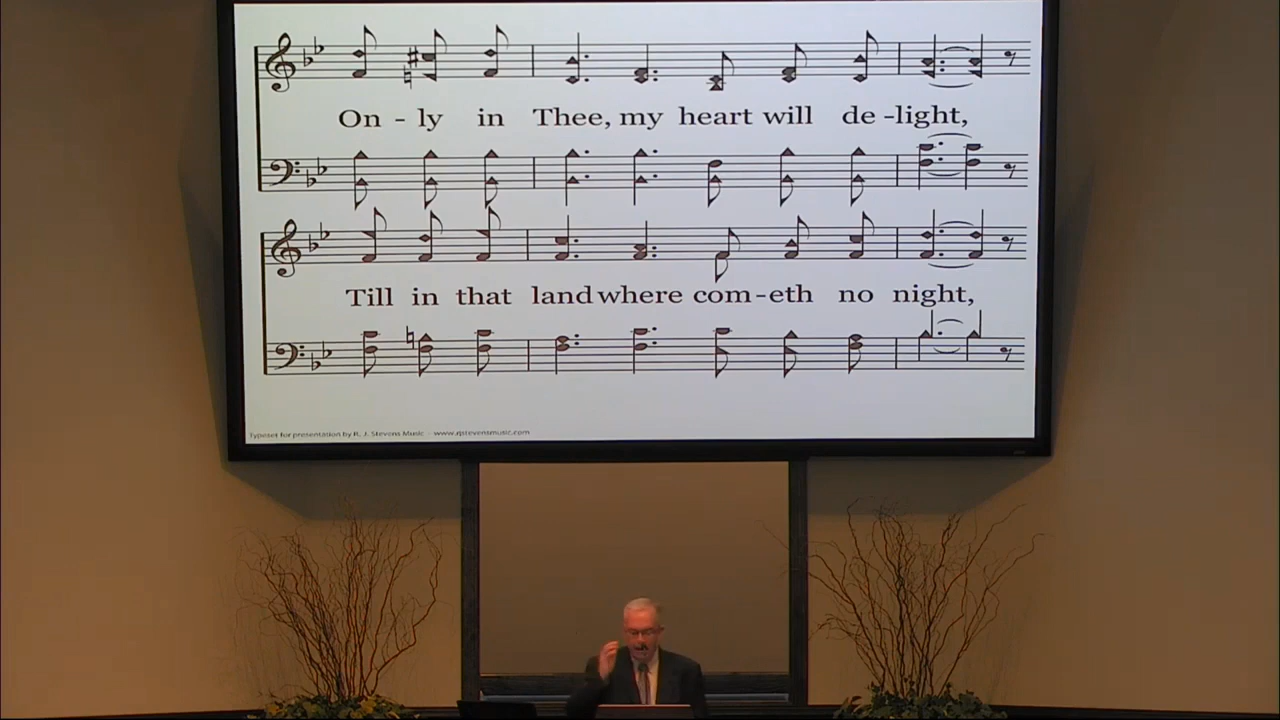 On - ly in Thee, my heart will de -light,
Till in that land where com-eth no night,
Typeset for presentation by R. J. Stevens Music - www.rjstevensmusic.com